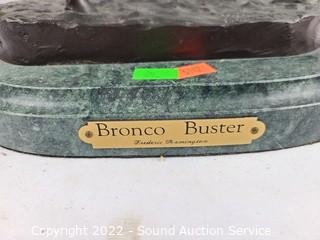 Bronco Buster
Frederic Remington
Copyright 2022 - Sound Auction Service